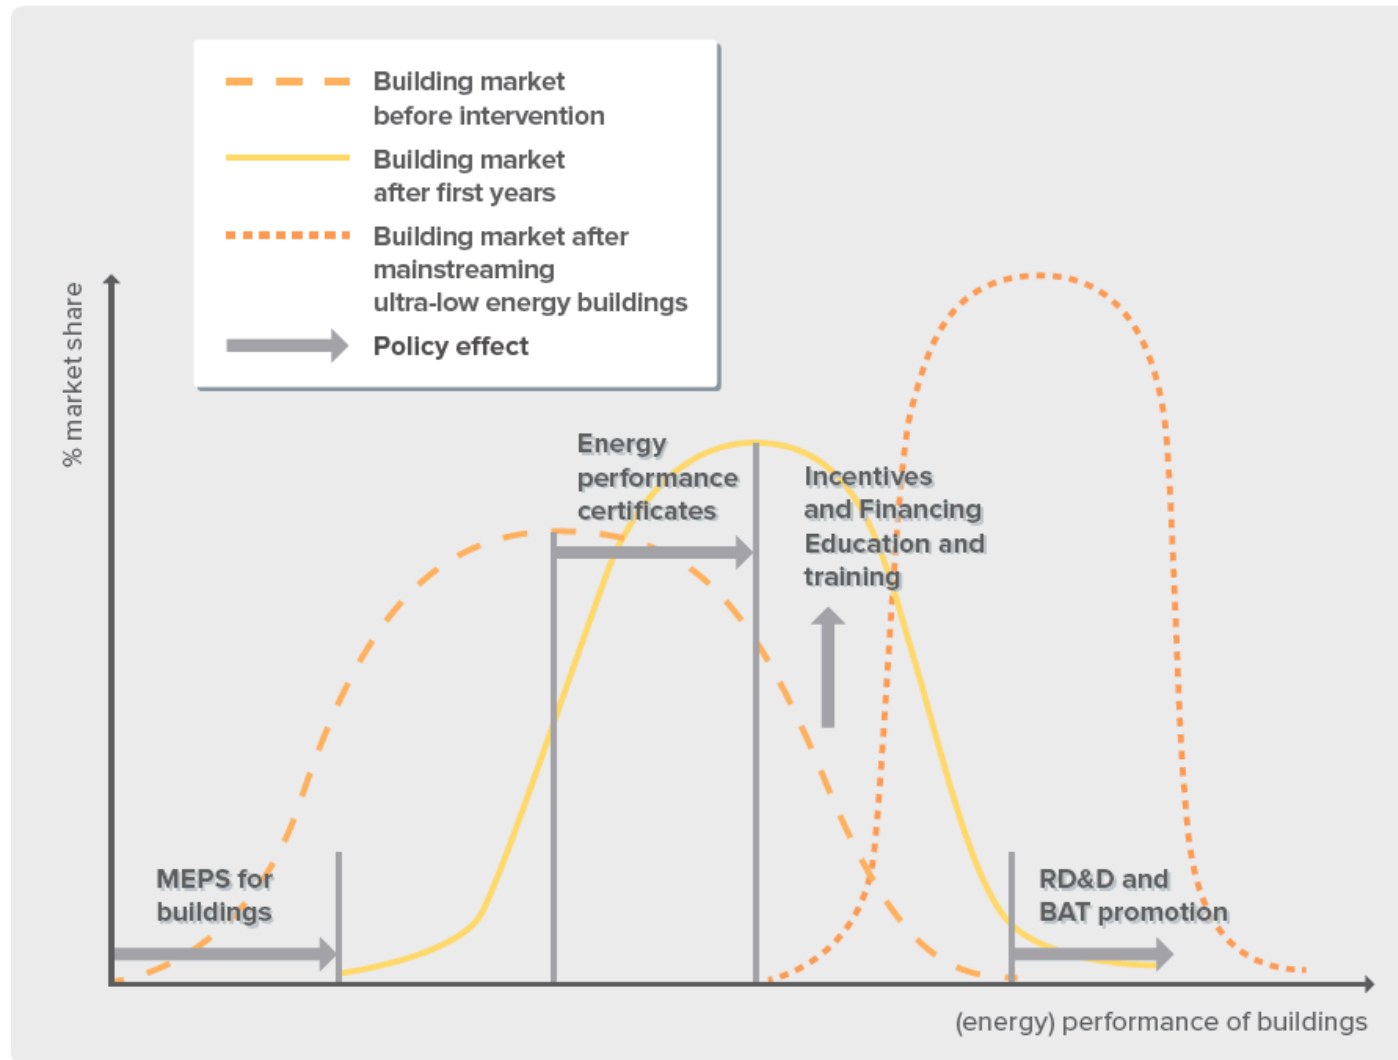 Building market
before intervention
Building market
after first years
Building market after
mainstreaming
ultra-low energy buildings
Policy effect
% market share
Energy
performance
certificates
Incentives
and Financing
Education and
training
MEPS for
buildings
RD&D and
BAT promotion
(energy) performance of buildings